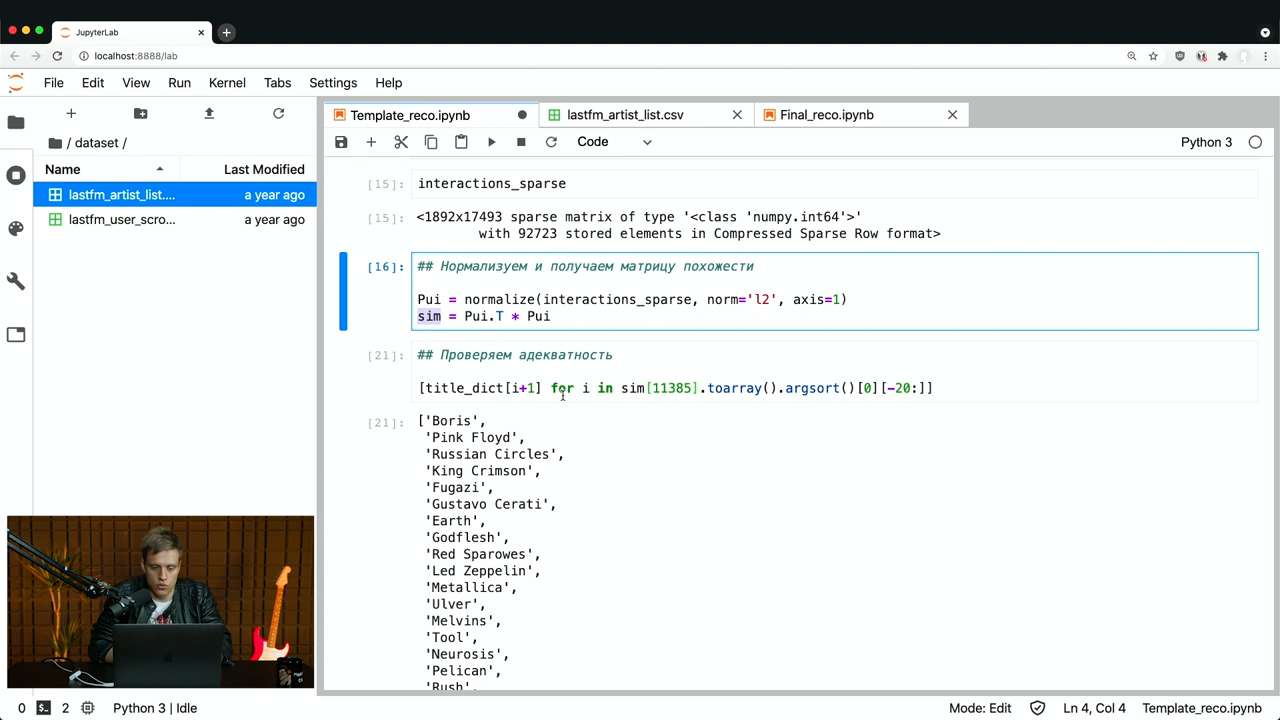 JupyterLab
localhost:8888/lab
File Edit View Run Kernel Tabs Settings Help
/ dataset /
Name Last Modified
lastfm_artist_list.... a year ago
lastfm_user_scro... a year ago
Template_reco.ipynb lastfm_artist_list.csv Final_reco.ipynb
Code Python 3
[15]: interactions_sparse
[15]: <1892x17493 sparse matrix of type '<class 'numpy.int64'>'
with 92723 stored elements in Compressed Sparse Row format>
[16]: ## Нормализуем и получаем матрицу похожести
Pui = normalize(interactions_sparse, norm='l2', axis=1)
sim = Pui.T * Pui
[21]: ## Проверяем адекватность
[title_dict[i+1] for i in sim[11385].toarray().argsort()[0][-20:]]
[21]: ['Boris',
'Pink Floyd',
'Russian Circles',
'King Crimson',
'Fugazi',
'Gustavo Cerati',
'Earth',
'Godflesh',
'Red Sparowes',
'Led Zeppelin',
'Metallica',
'Ulver',
'Melvins',
'Tool',
'Neurosis',
'Pelican',
'Rush',
0 2 Python 3 | Idle Mode: Edit Ln 4, Col 4 Template_reco.ipynb